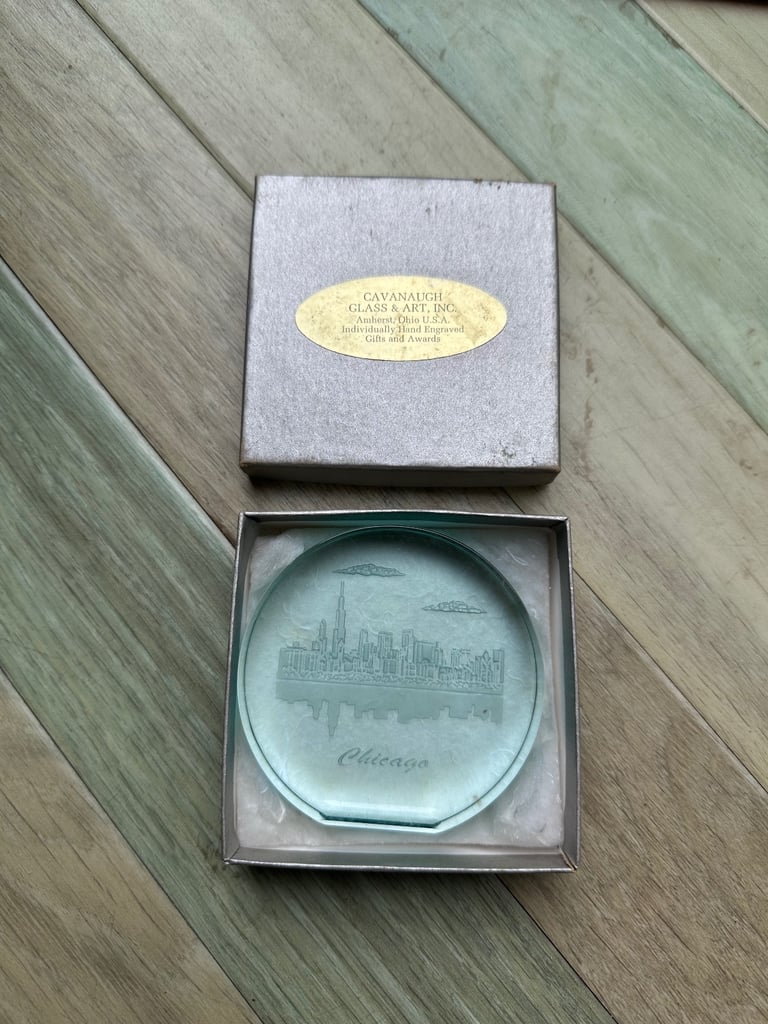 CAVANAUGH
GLASS & ART, INC.
Amherst, Ohio U.S.A.
Individually Hand Engraved
Gifts and Awards
Chicago